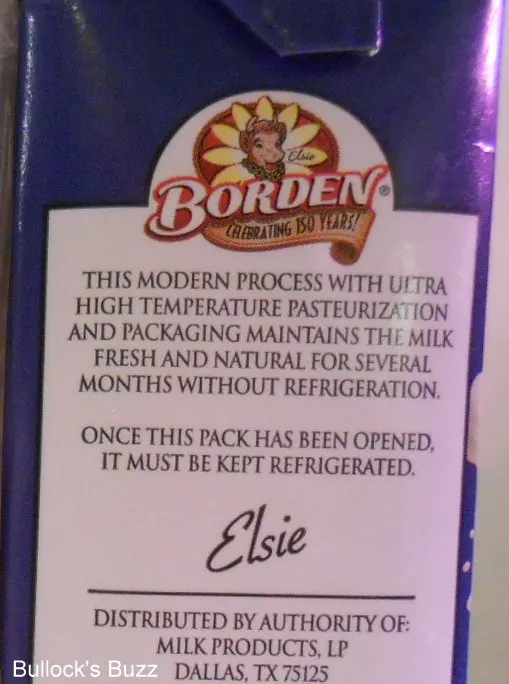 Elsie
BORDEN®
CELEBRATING 150 YEARS!
THIS MODERN PROCESS WITH ULTRA
HIGH TEMPERATURE PASTEURIZATION
AND PACKAGING MAINTAINS THE MILK
FRESH AND NATURAL FOR SEVERAL
MONTHS WITHOUT REFRIGERATION.
ONCE THIS PACK HAS BEEN OPENED,
IT MUST BE KEPT REFRIGERATED.
Elsie
DISTRIBUTED BY AUTHORITY OF:
MILK PRODUCTS, LP
DALLAS, TX 75125
Bullock's Buzz